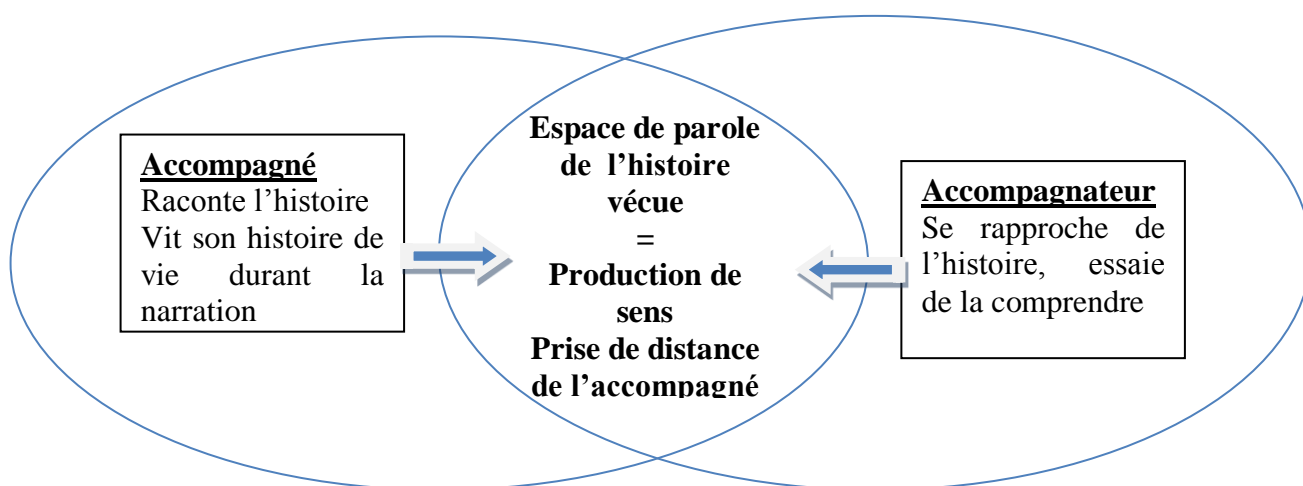 Accompagné
Raconte l’histoire
Vit son histoire de
vie durant la
narration
Espace de parole
de l’histoire
vécue
=
Production de
sens
Prise de distance
de l’accompagné
Accompagnateur
Se rapproche de
l’histoire, essaie
de la comprendre